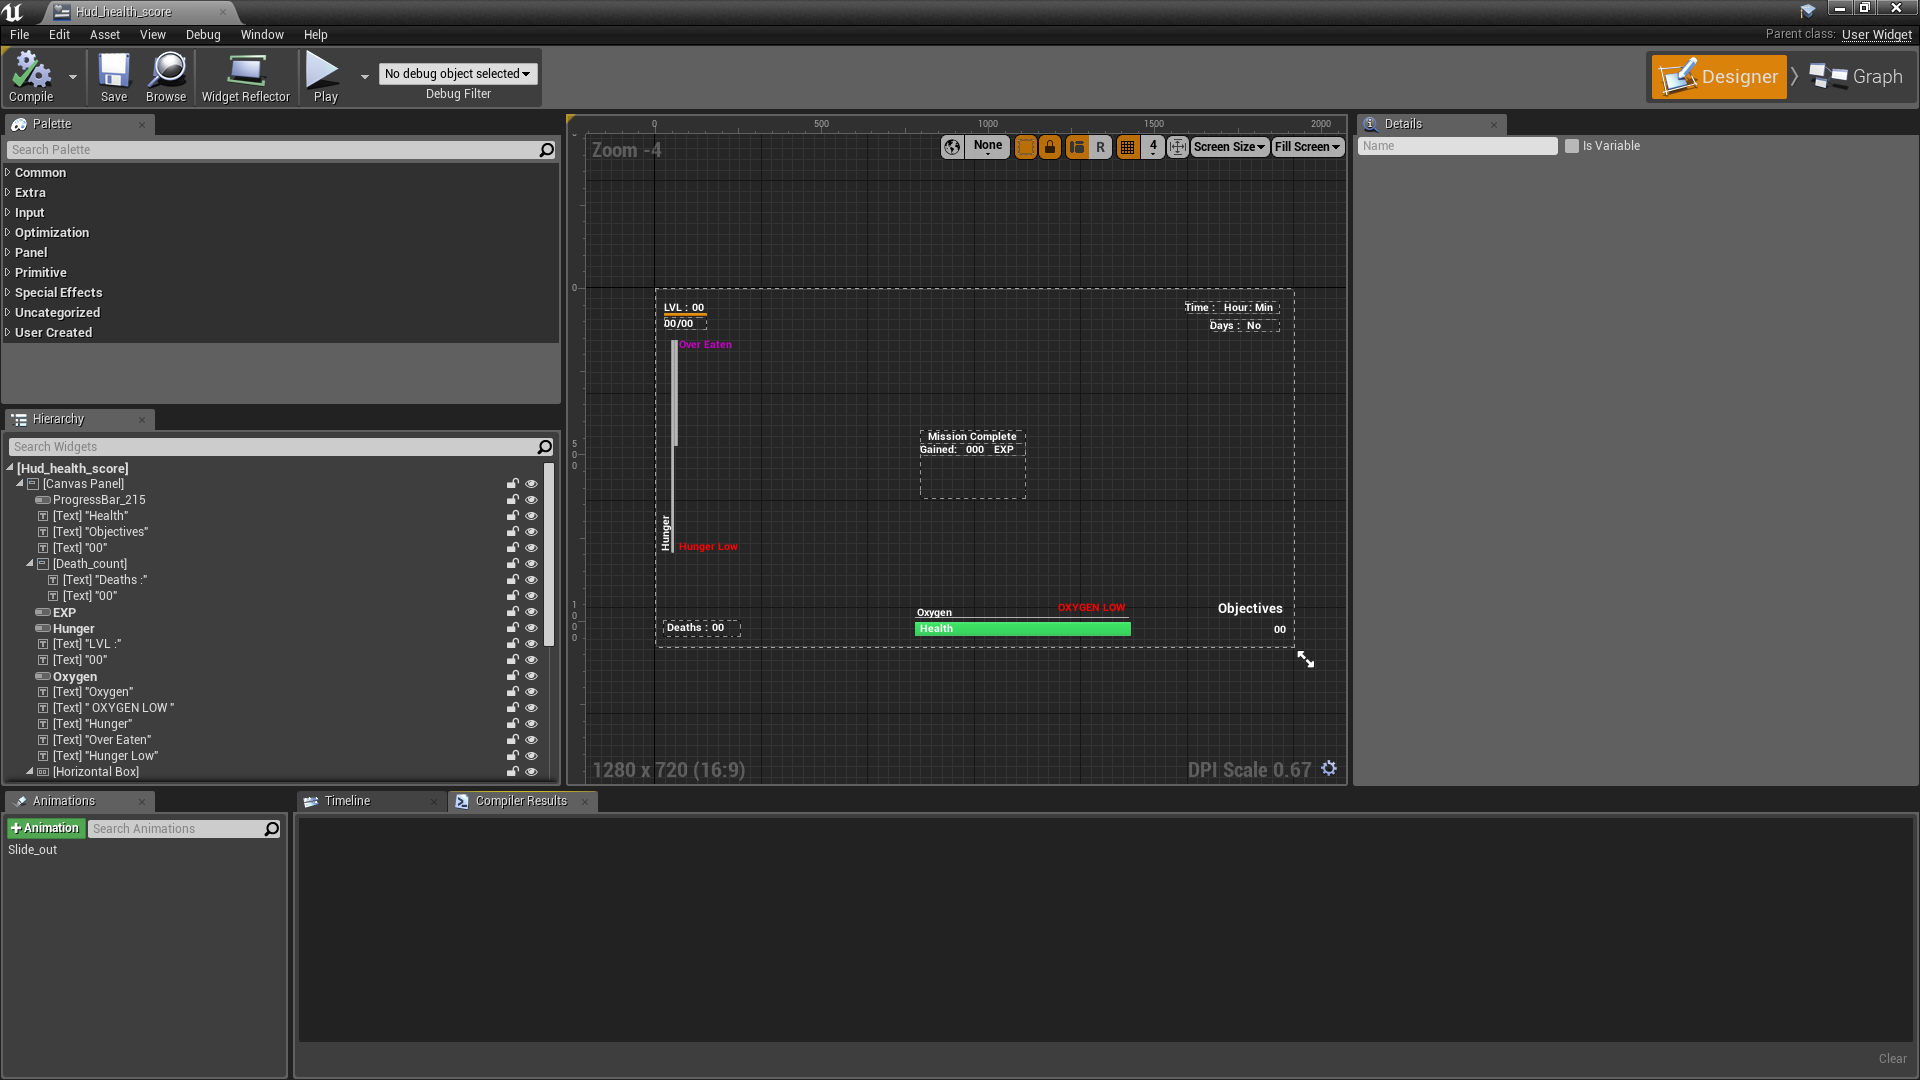 Hud_health_score
File Edit Asset View Debug Window Help
Parent class: User Widget
Compile
Save
Browse
Widget Reflector
Play
No debug object selected
Debug Filter
Designer
Graph
Palette
Search Palette
Common
Extra
Input
Optimization
Panel
Primitive
Special Effects
Uncategorized
User Created
Hierarchy
Search Widgets
[Hud_health_score]
[Canvas Panel]
ProgressBar_215
[Text] "Health"
[Text] "Objectives"
[Text] "00"
[Death_count]
[Text] "Deaths :"
[Text] "00"
EXP
Hunger
[Text] "LVL :"
[Text] "00"
Oxygen
[Text] "Oxygen"
[Text] " OXYGEN LOW "
[Text] "Hunger"
[Text] "Over Eaten"
[Text] "Hunger Low"
[Horizontal Box]
0 500 1000 1500 2000
Zoom -4
None
R
4
Screen Size
Fill Screen
0
500
1000
LVL : 00
00/00
Over Eaten
Hunger
Hunger Low
Time : Hour: Min
Days : No
Mission Complete
Gained: 000 EXP
Deaths : 00
Oxygen
OXYGEN LOW
Health
Objectives
00
1280 x 720 (16:9)
DPI Scale 0.67
Details
Name
Is Variable
Animations
+ Animation
Search Animations
Slide_out
Timeline
Compiler Results
Clear